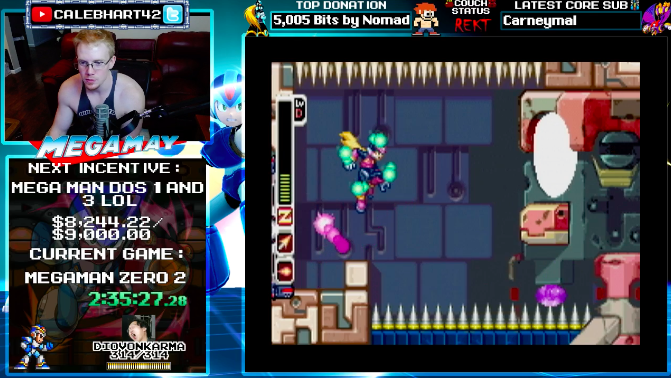 CALEBHART42
TOP DONATION
5,005 Bits by Nomad
COUCH
STATUS
REKT
LATEST CORE SUB
Carneymal
MEGAMAY
NEXT INCENTIVE:
MEGA MAN DOS 1 AND
3 LOL
$8,244.22/
$9,000.00
CURRENT GAME:
MEGAMAN ZERO 2
2:35:27.28
DIOVONKARMA
314/314
LV
D
Z